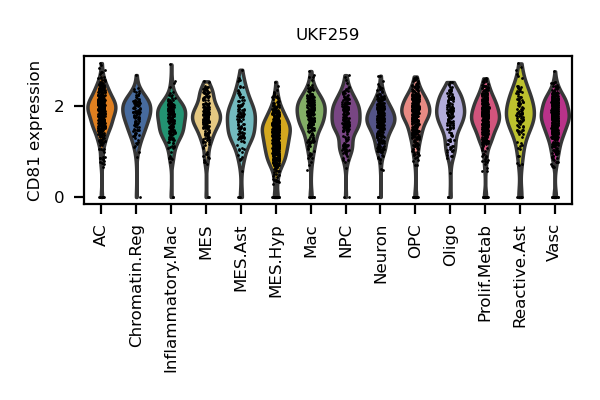 UKF259
CD81 expression
2
0
AC
Chromatin.Reg
Inflammatory.Mac
MES
MES.Ast
MES.Hyp
Mac
NPC
Neuron
OPC
Oligo
Prolif.Metab
Reactive.Ast
Vasc